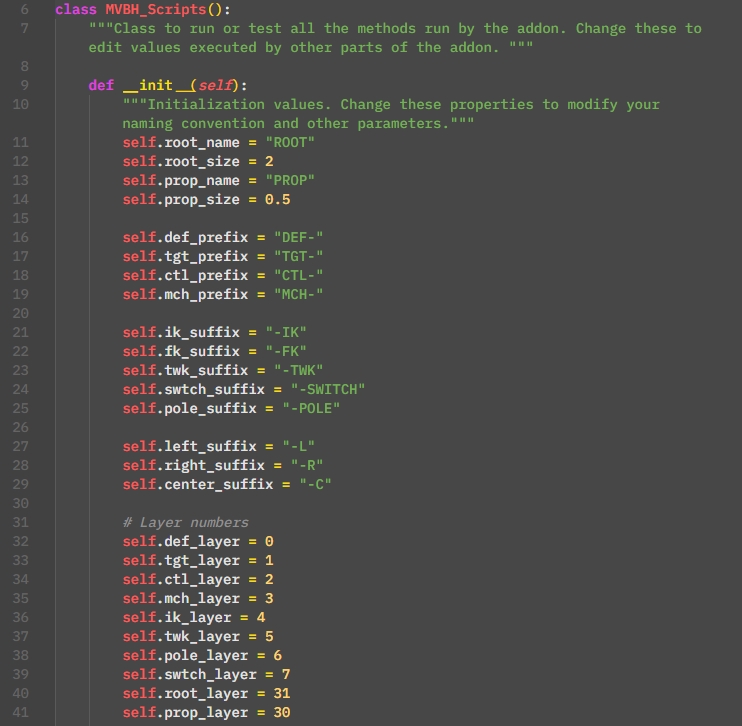 6 class MVBH_Scripts():
7 """Class to run or test all the methods run by the addon. Change these to
edit values executed by other parts of the addon. """
8
9 def __init__(self):
10 """Initialization values. Change these properties to modify your
naming convention and other parameters."""
11 self.root_name = "ROOT"
12 self.root_size = 2
13 self.prop_name = "PROP"
14 self.prop_size = 0.5
15
16 self.def_prefix = "DEF-"
17 self.tgt_prefix = "TGT-"
18 self.ctl_prefix = "CTL-"
19 self.mch_prefix = "MCH-"
20
21 self.ik_suffix = "-IK"
22 self.fk_suffix = "-FK"
23 self.twk_suffix = "-TWK"
24 self.swtch_suffix = "-SWITCH"
25 self.pole_suffix = "-POLE"
26
27 self.left_suffix = "-L"
28 self.right_suffix = "-R"
29 self.center_suffix = "-C"
30
31 # Layer numbers
32 self.def_layer = 0
33 self.tgt_layer = 1
34 self.ctl_layer = 2
35 self.mch_layer = 3
36 self.ik_layer = 4
37 self.twk_layer = 5
38 self.pole_layer = 6
39 self.swtch_layer = 7
40 self.root_layer = 31
41 self.prop_layer = 30